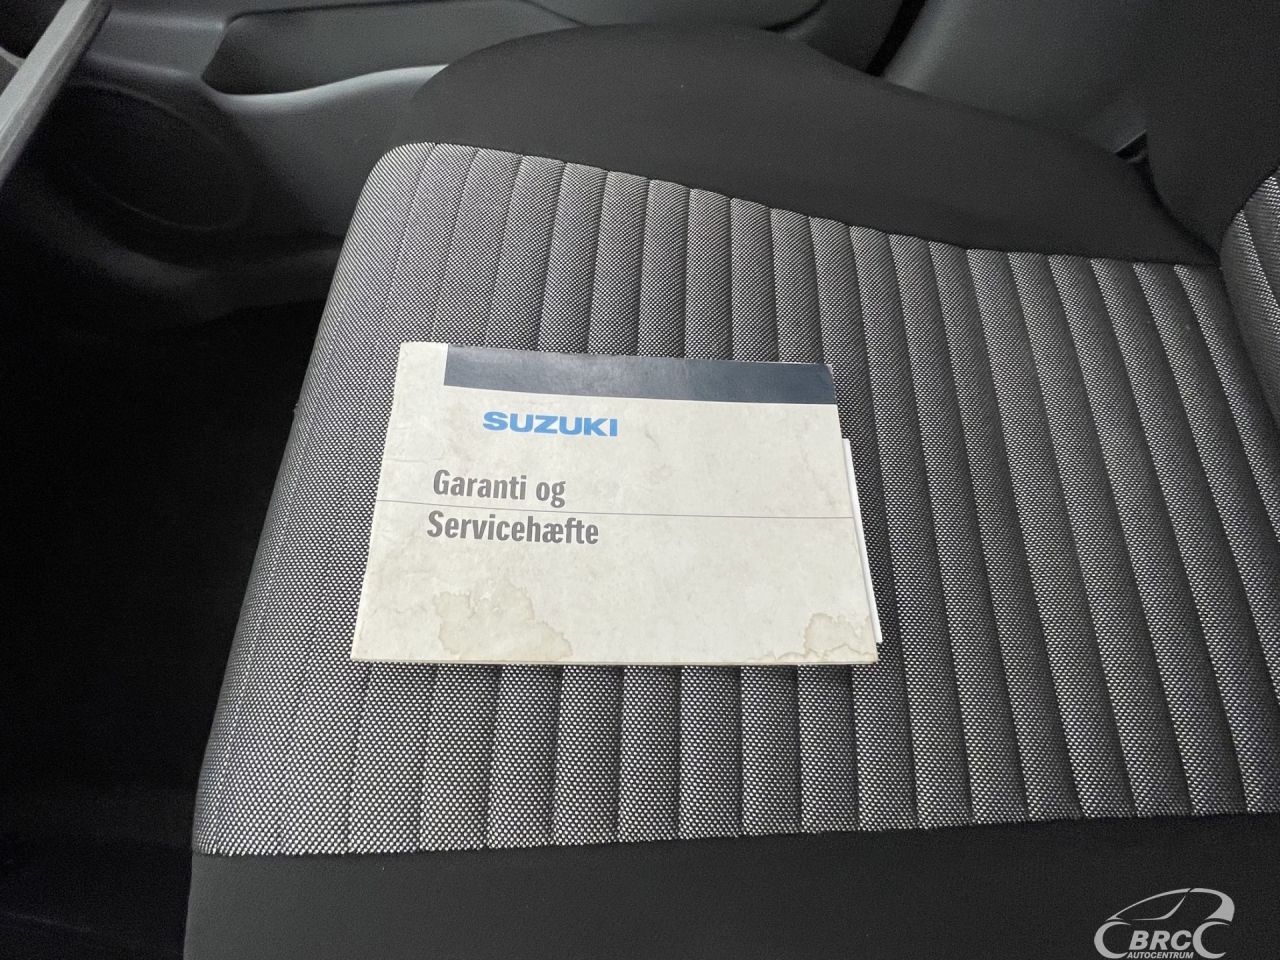 SUZUKI
Garanti og
Servicehæfte
BRC
AUTOCENTRUM